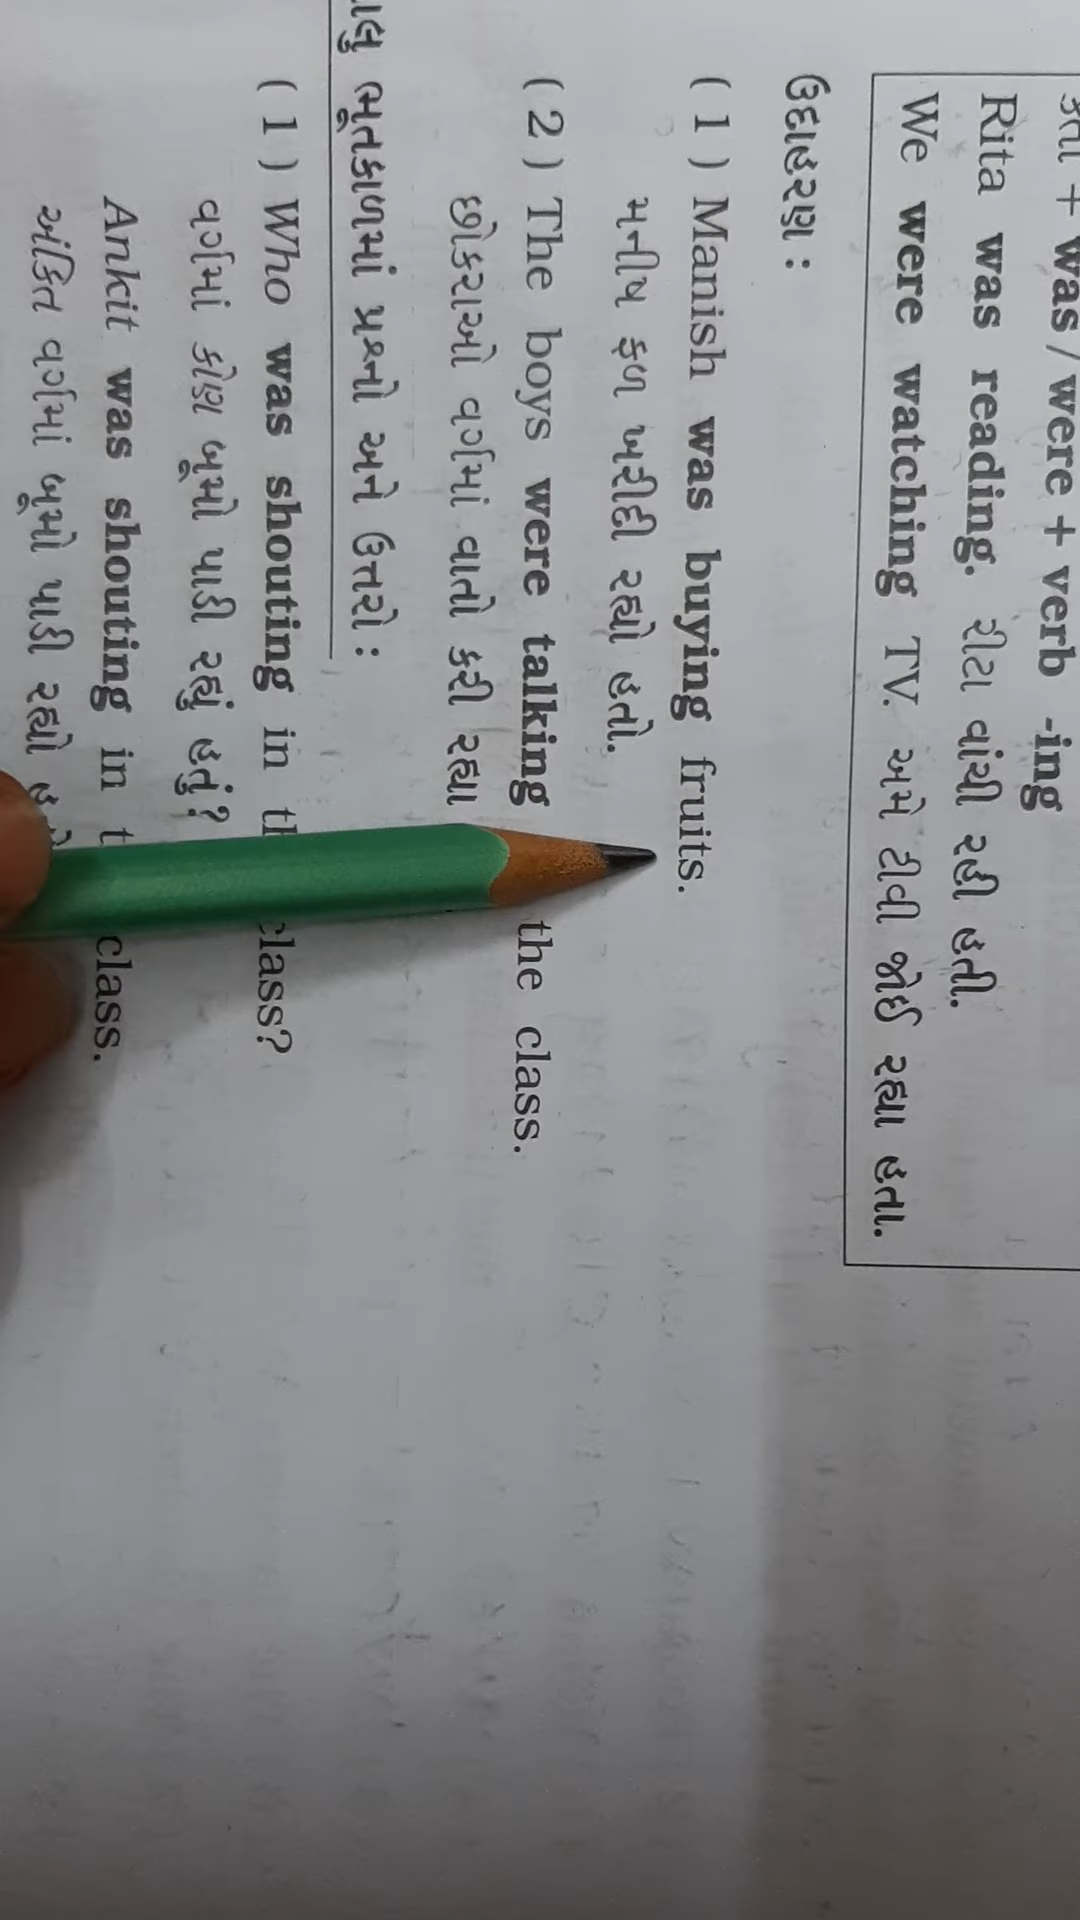 કર્તા + was / were + verb -ing
Rita was reading. રીટા વાંચી રહી હતી.
We were watching TV. અમે ટીવી જોઈ રહ્યા હતા.
ઉદાહરણ :
( 1 ) Manish was buying fruits.
મનીષ ફળ ખરીદી રહ્યો હતો.
( 2 ) The boys were talking the class.
છોકરાઓ વર્ગમાં વાતો કરી રહ્યા
ભૂતકાળમાં પ્રશ્નો અને ઉત્તરો :
( 1 ) Who was shouting in class?
વર્ગમાં કોણ બૂમો પાડી રહ્યું હતું?
Ankit was shouting in class.
અંકિત વર્ગમાં બૂમો પાડી રહ્યો